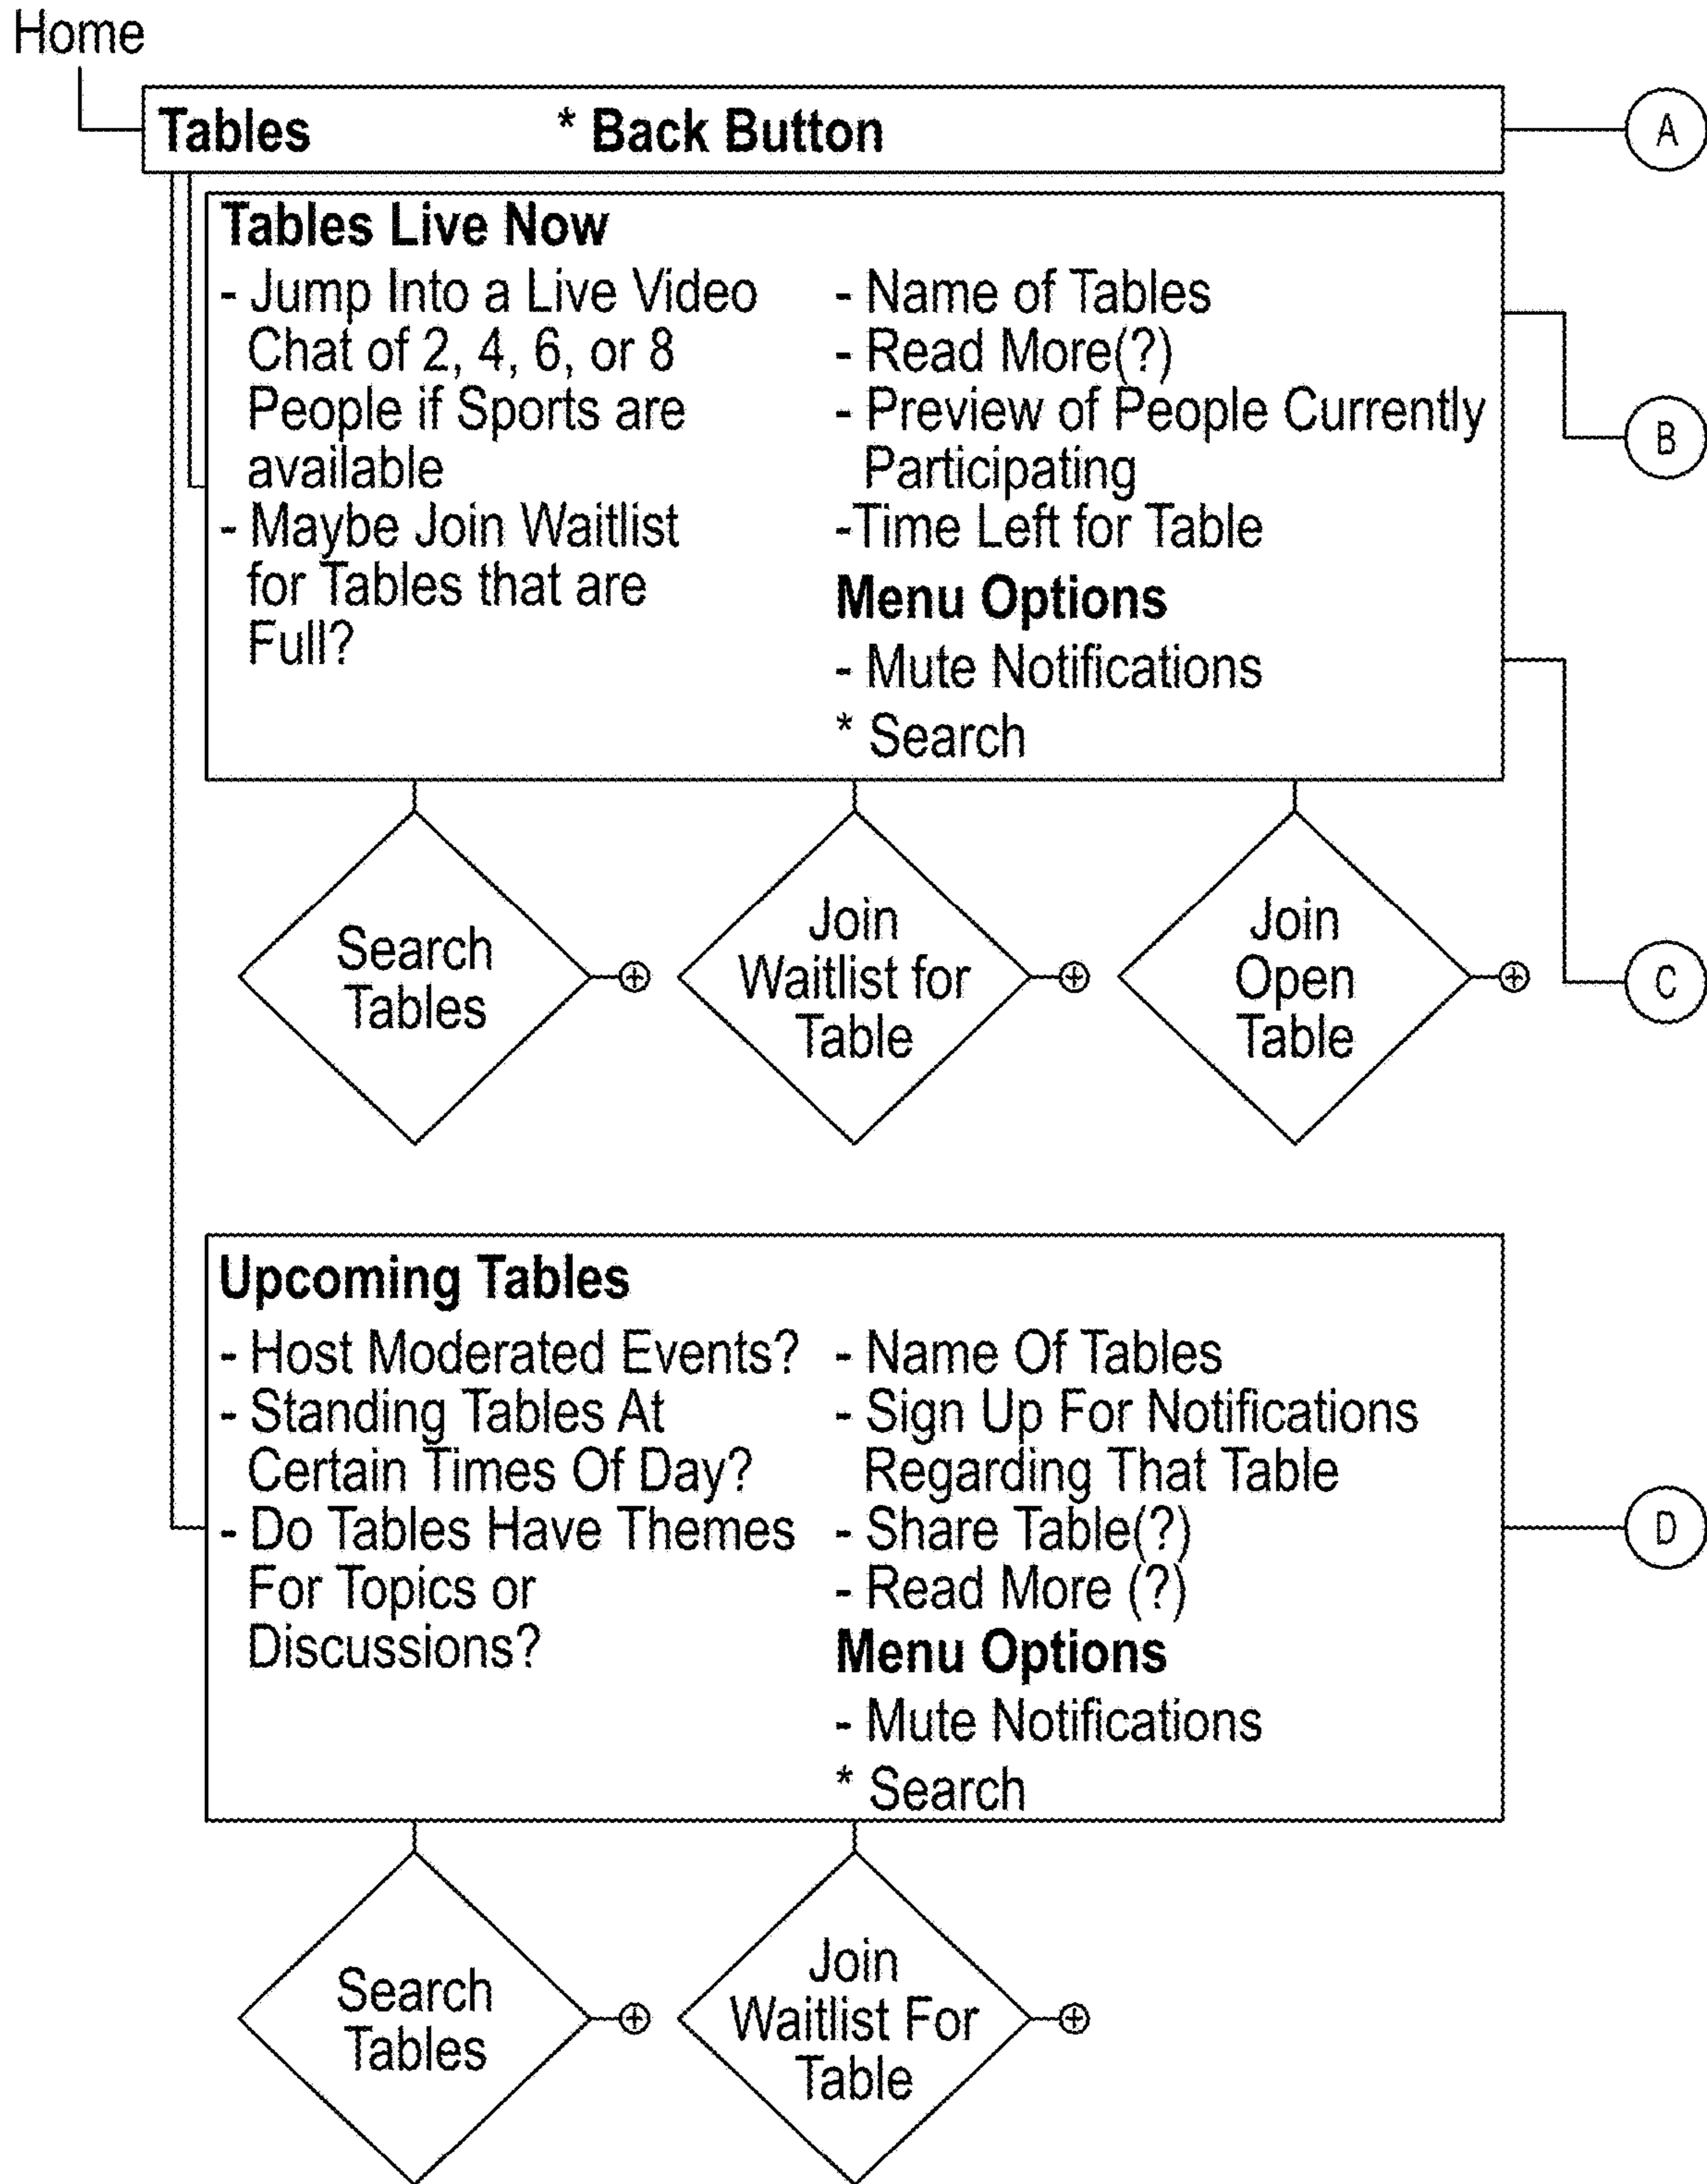 Home
Tables * Back Button
A
Tables Live Now
- Jump Into a Live Video
Chat of 2, 4, 6, or 8
People if Sports are
available
- Maybe Join Waitlist
for Tables that are
Full?
- Name of Tables
- Read More(?)
- Preview of People Currently
Participating
-Time Left for Table
Menu Options
- Mute Notifications
* Search
B
C
Search
Tables
Join
Waitlist for
Table
Join
Open
Table
Upcoming Tables
- Host Moderated Events?
- Standing Tables At
Certain Times Of Day?
- Do Tables Have Themes
For Topics or
Discussions?
- Name Of Tables
- Sign Up For Notifications
Regarding That Table
- Share Table(?)
- Read More (?)
Menu Options
- Mute Notifications
* Search
D
Search
Tables
Join
Waitlist For
Table